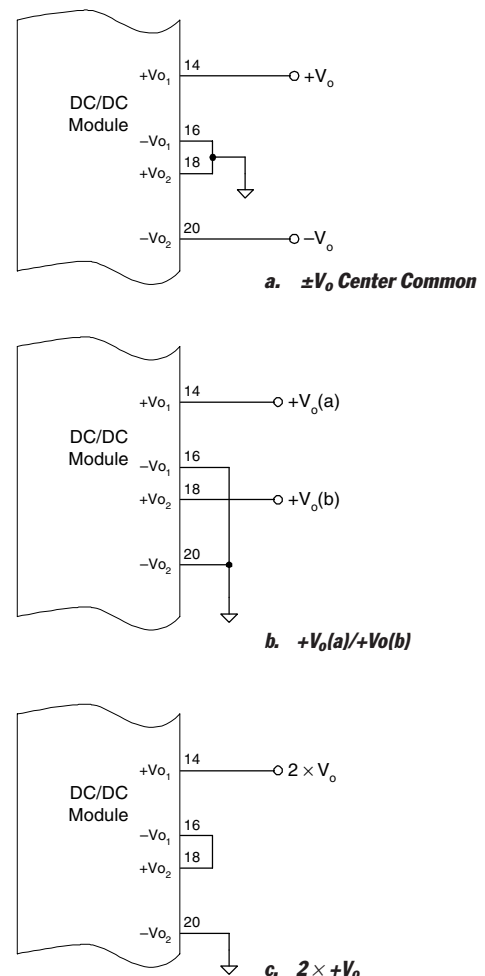 14
+Vo₁
+Vₒ
DC/DC
Module
16
–Vo₁
18
+Vo₂
20
–Vo₂
–Vₒ
a. ±Vₒ Center Common
14
+Vo₁
+Vₒ(a)
DC/DC
Module
16
–Vo₁
18
+Vo₂
+Vₒ(b)
20
–Vo₂
b. +Vₒ(a)/+Vo(b)
14
+Vo₁
2 × Vₒ
DC/DC
Module
16
–Vo₁
18
+Vo₂
20
–Vo₂
c. 2 × +Vₒ